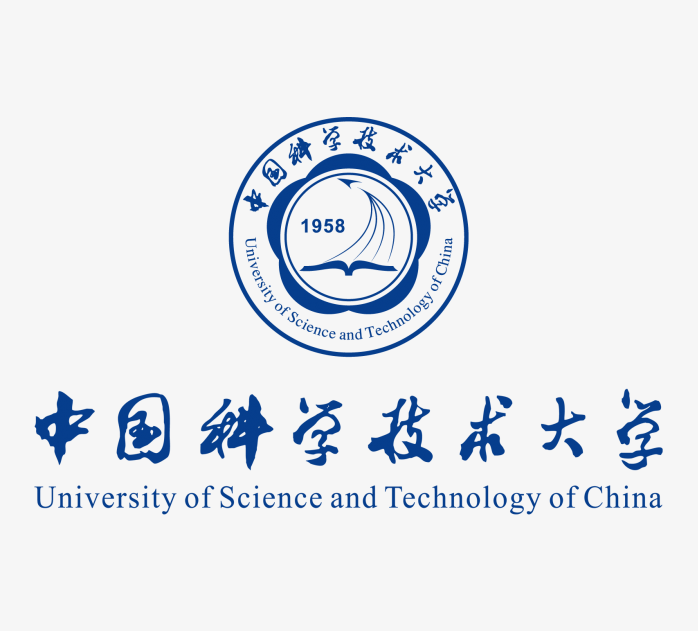 中国科学技术大学
1958
University of Science and Technology of China
中国科学技术大学
University of Science and Technology of China